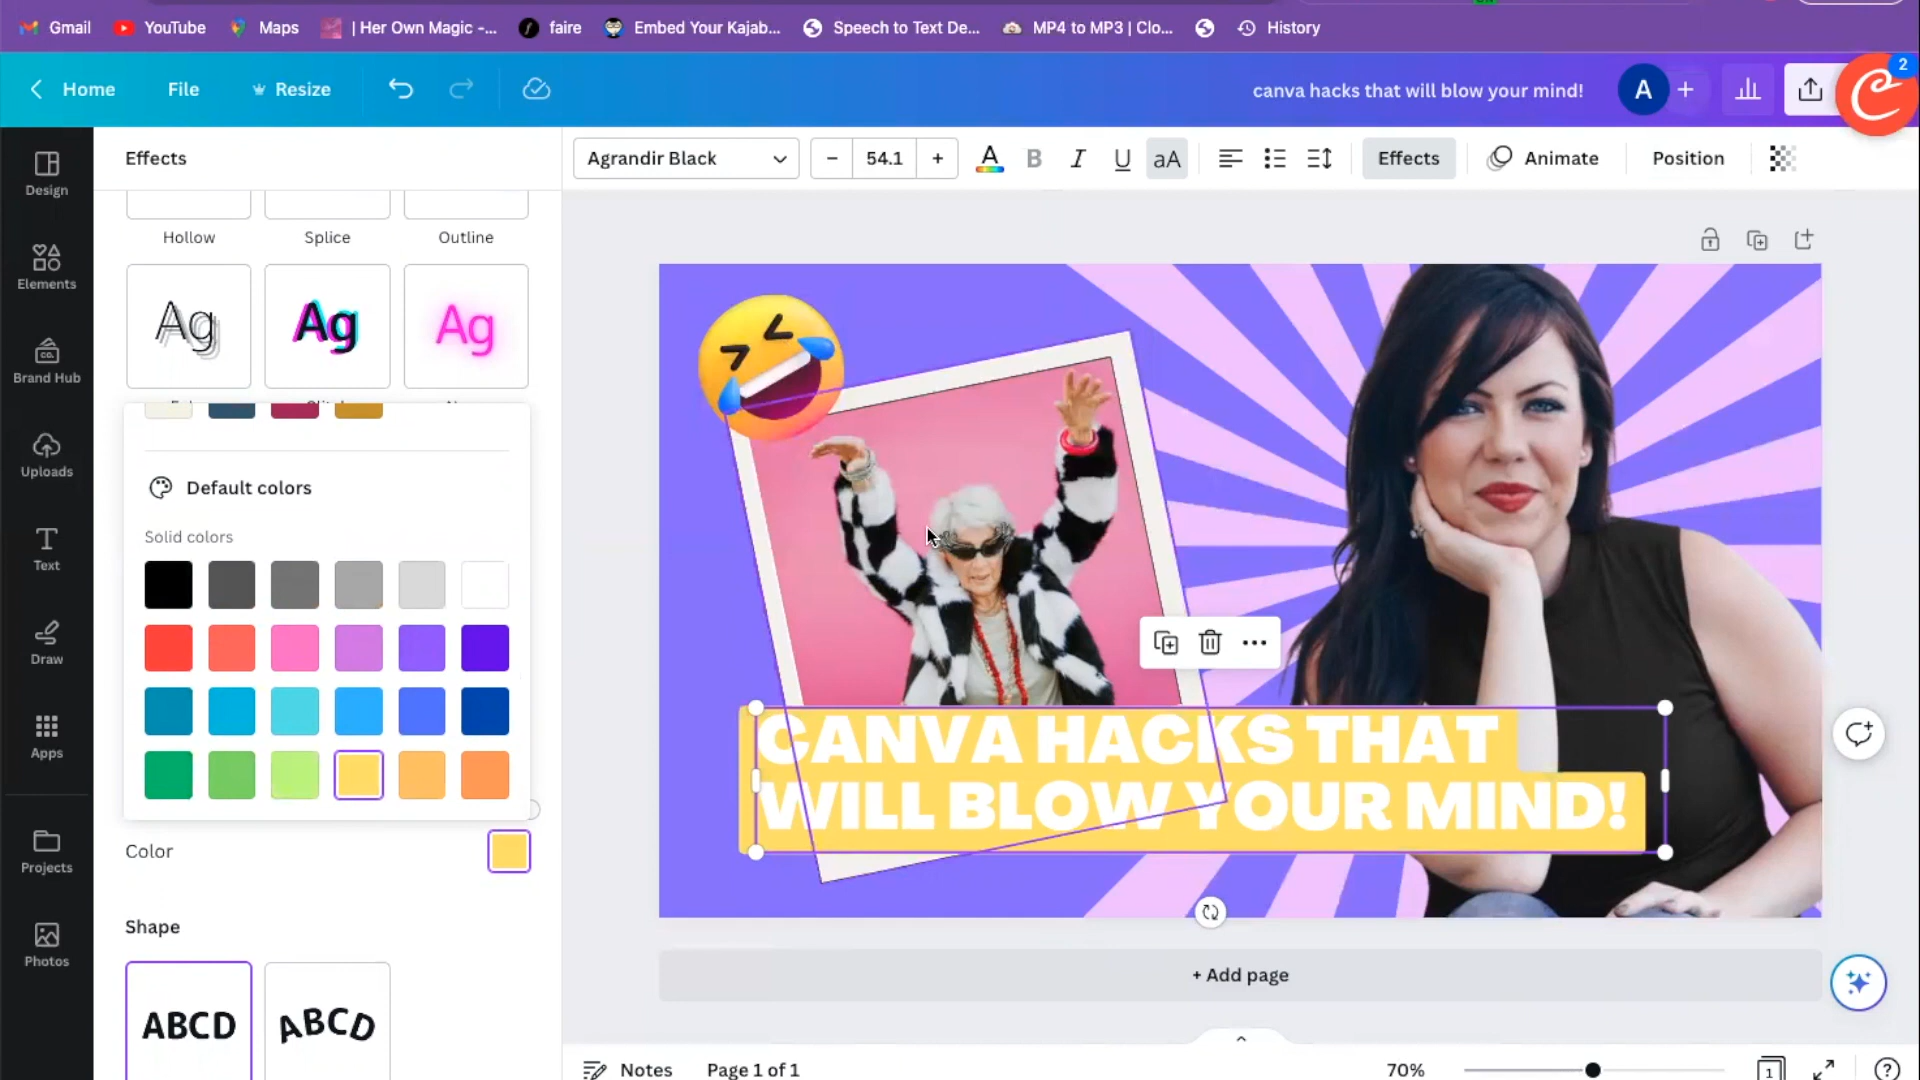 Gmail YouTube Maps | Her Own Magic -... faire Embed Your Kajab... Speech to Text De... MP4 to MP3 | Clo... History
2
Home File Resize canva hacks that will blow your mind! A +
Effects Agrandir Black − 54.1 + A B I U aA Effects Animate Position
Design
Hollow Splice Outline
Elements
Ag Ag Ag
Brand Hub
co.
Default colors
Uploads
Solid colors
Text
Draw
CANVA HACKS THAT
WILL BLOW YOUR MIND!
Apps
Color
Projects
Shape
Photos
+ Add page
ABCD ABCD
Notes Page 1 of 1 70% 1 ?